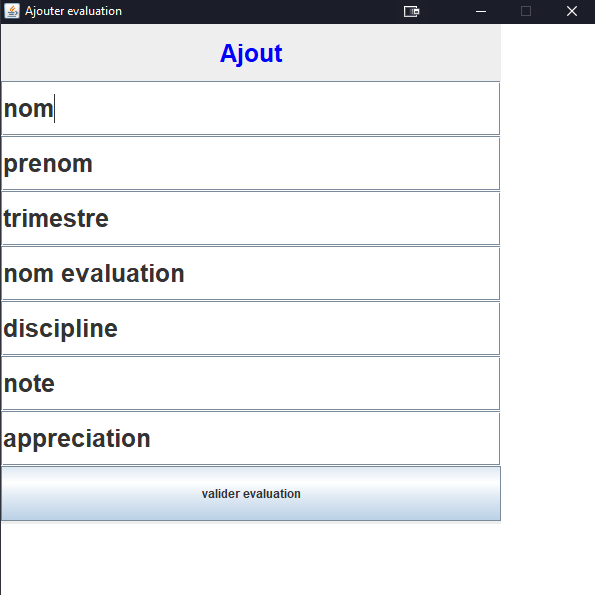 Ajouter evaluation
Ajout
nom
prenom
trimestre
nom evaluation
discipline
note
appreciation
valider evaluation